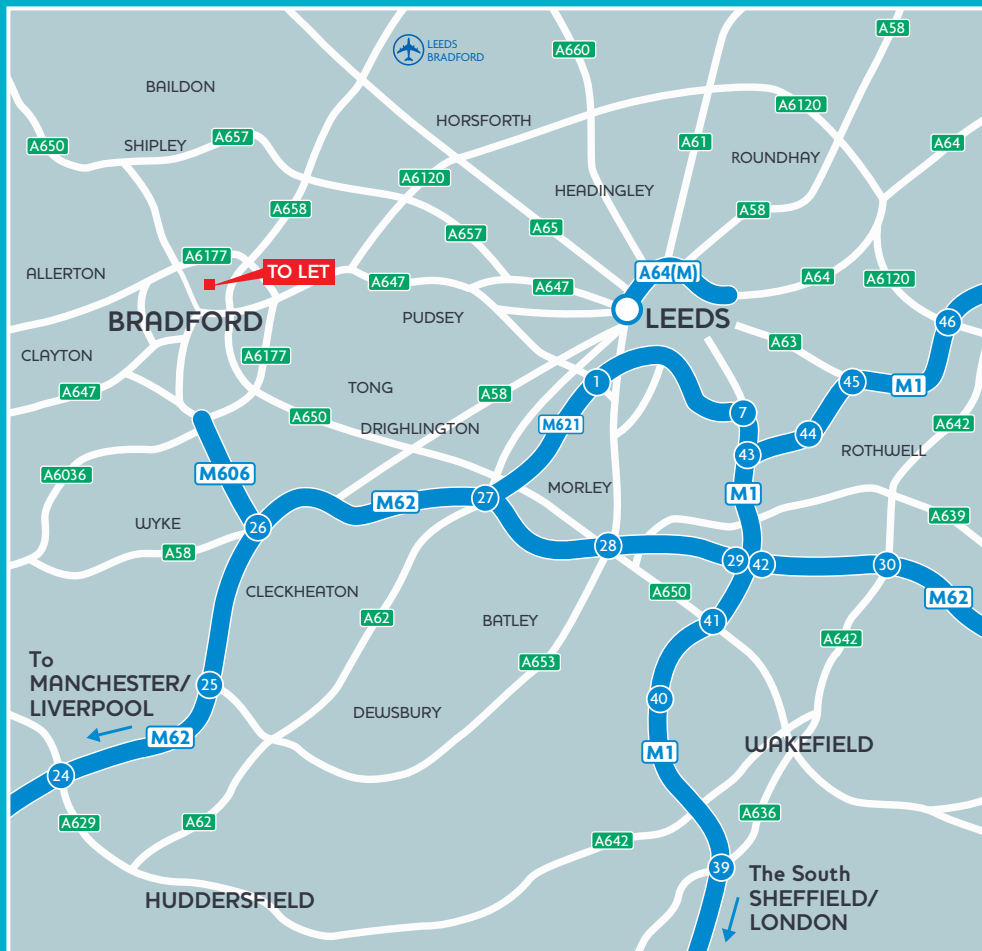 A58
LEEDS
BRADFORD
A660
BAILDON
A6120
HORSFORTH
A650
SHIPLEY
A657
A61
A64
ROUNDHAY
A6120
HEADINGLEY
A658
A58
A65
A657
A6177
ALLERTON
TO LET
A64(M)
A647
A647
A64
A6120
BRADFORD
PUDSEY
LEEDS
46
A63
CLAYTON
A6177
TONG
1
45
M1
A647
A58
A650
7
M621
DRIGHLINGTON
A642
44
43
ROTHWELL
A6036
M606
M62
27
MORLEY
M1
WYKE
26
A639
A58
28
29
42
30
CLECKHEATON
A650
M62
A62
BATLEY
41
A642
To
MANCHESTER/
LIVERPOOL
A653
25
40
DEWSBURY
M62
M1
WAKEFIELD
24
A629
A62
A636
A642
39
The South
SHEFFIELD/
LONDON
HUDDERSFIELD